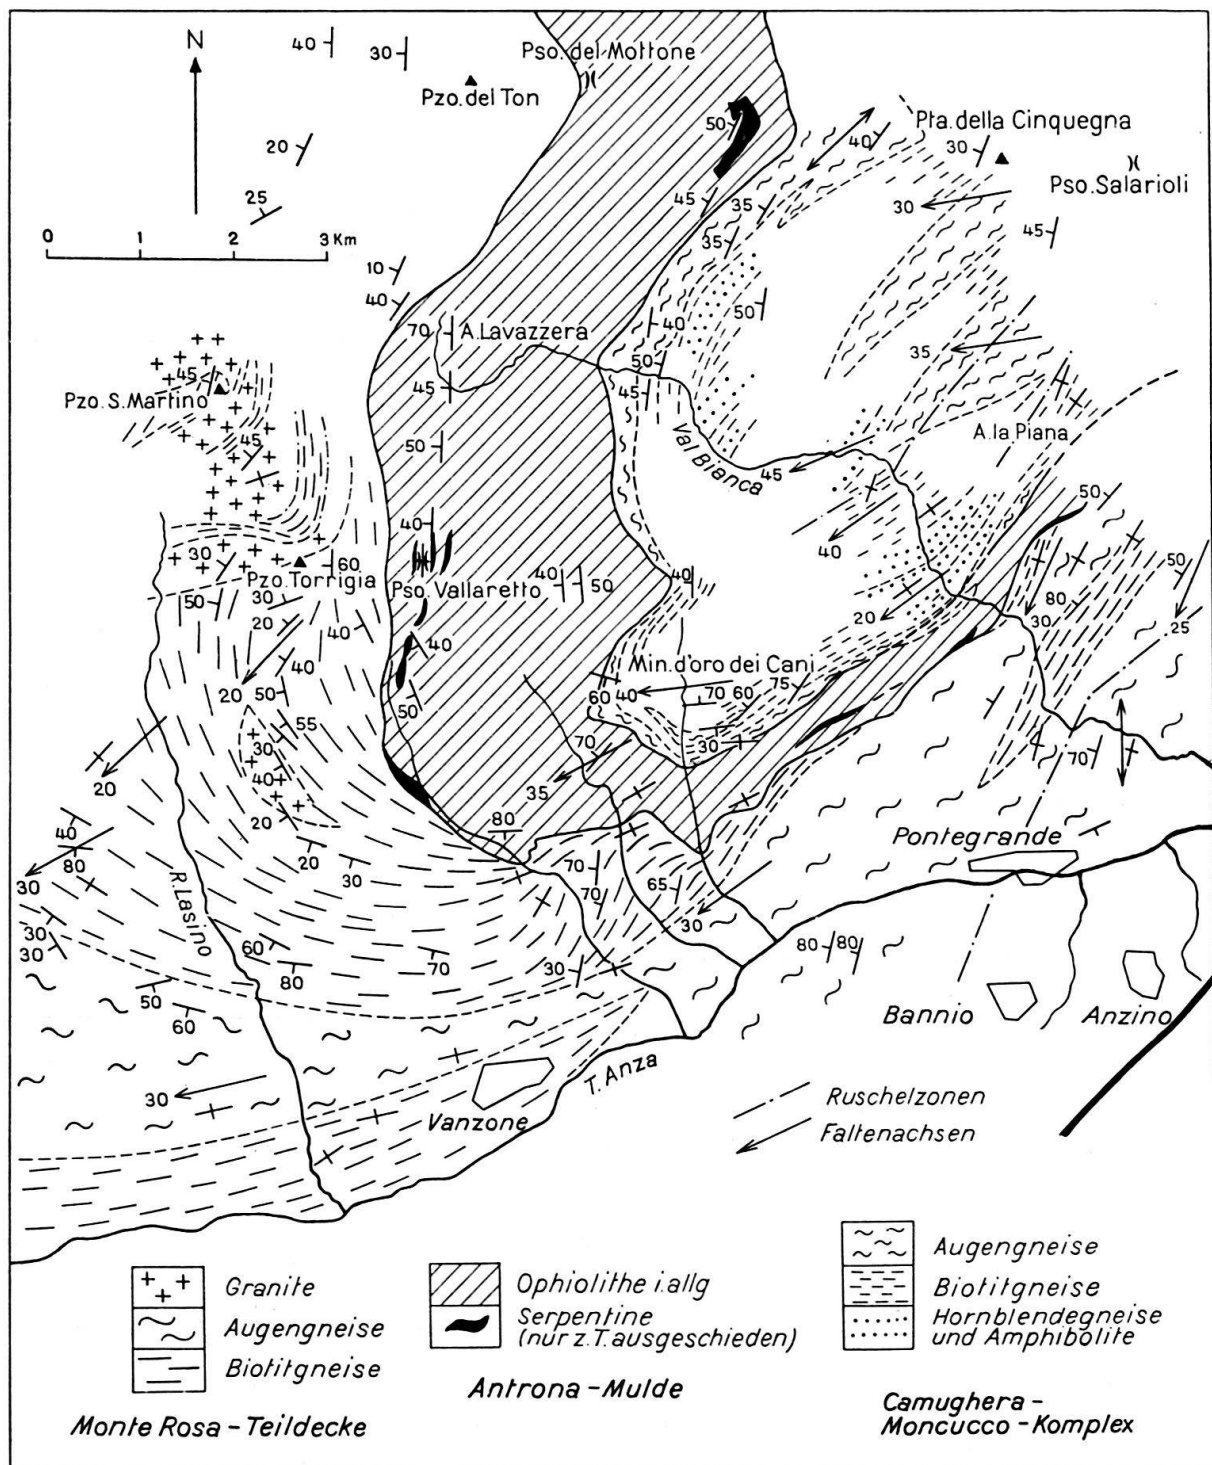 N
40
30
Pso. del Mottone
Pzo. del Ton
50
40
Pta. della Cinquegna
30
Pso. Salarioli
20
25
45
35
30
45
0 1 2 3 Km
10
40
35
50
70
A. Lavazzera
40
50
35
45
Pzo. S. Martino
45
45
A. la Piana
45
50
Val Bianca
45
50
40
40
50
30
60
Pzo. Torrigia
Pso. Vallaretto
40
50
40
80
50
30
20
30
25
20
40
40
40
Min. d'oro dei Cani
75
20
50
50
60
40
70
60
55
30
70
30
70
20
40
35
40
80
20
80
Pontegrande
30
20
30
70
70
65
R. Lasino
30
30
30
60
80
70
30
80
80
50
60
Bannio
Anzino
30
Vanzone
T. Anza
Ruschelzonen
Faltenachsen
Granite
Augengneise
Biotitgneise
Monte Rosa - Teildecke
Ophiolithe i. allg
Serpentine
(nur z.T. ausgeschieden)
Antrona - Mulde
Augengneise
Biotitgneise
Hornblendegneise
und Amphibolite
Camughera -
Moncucco - Komplex